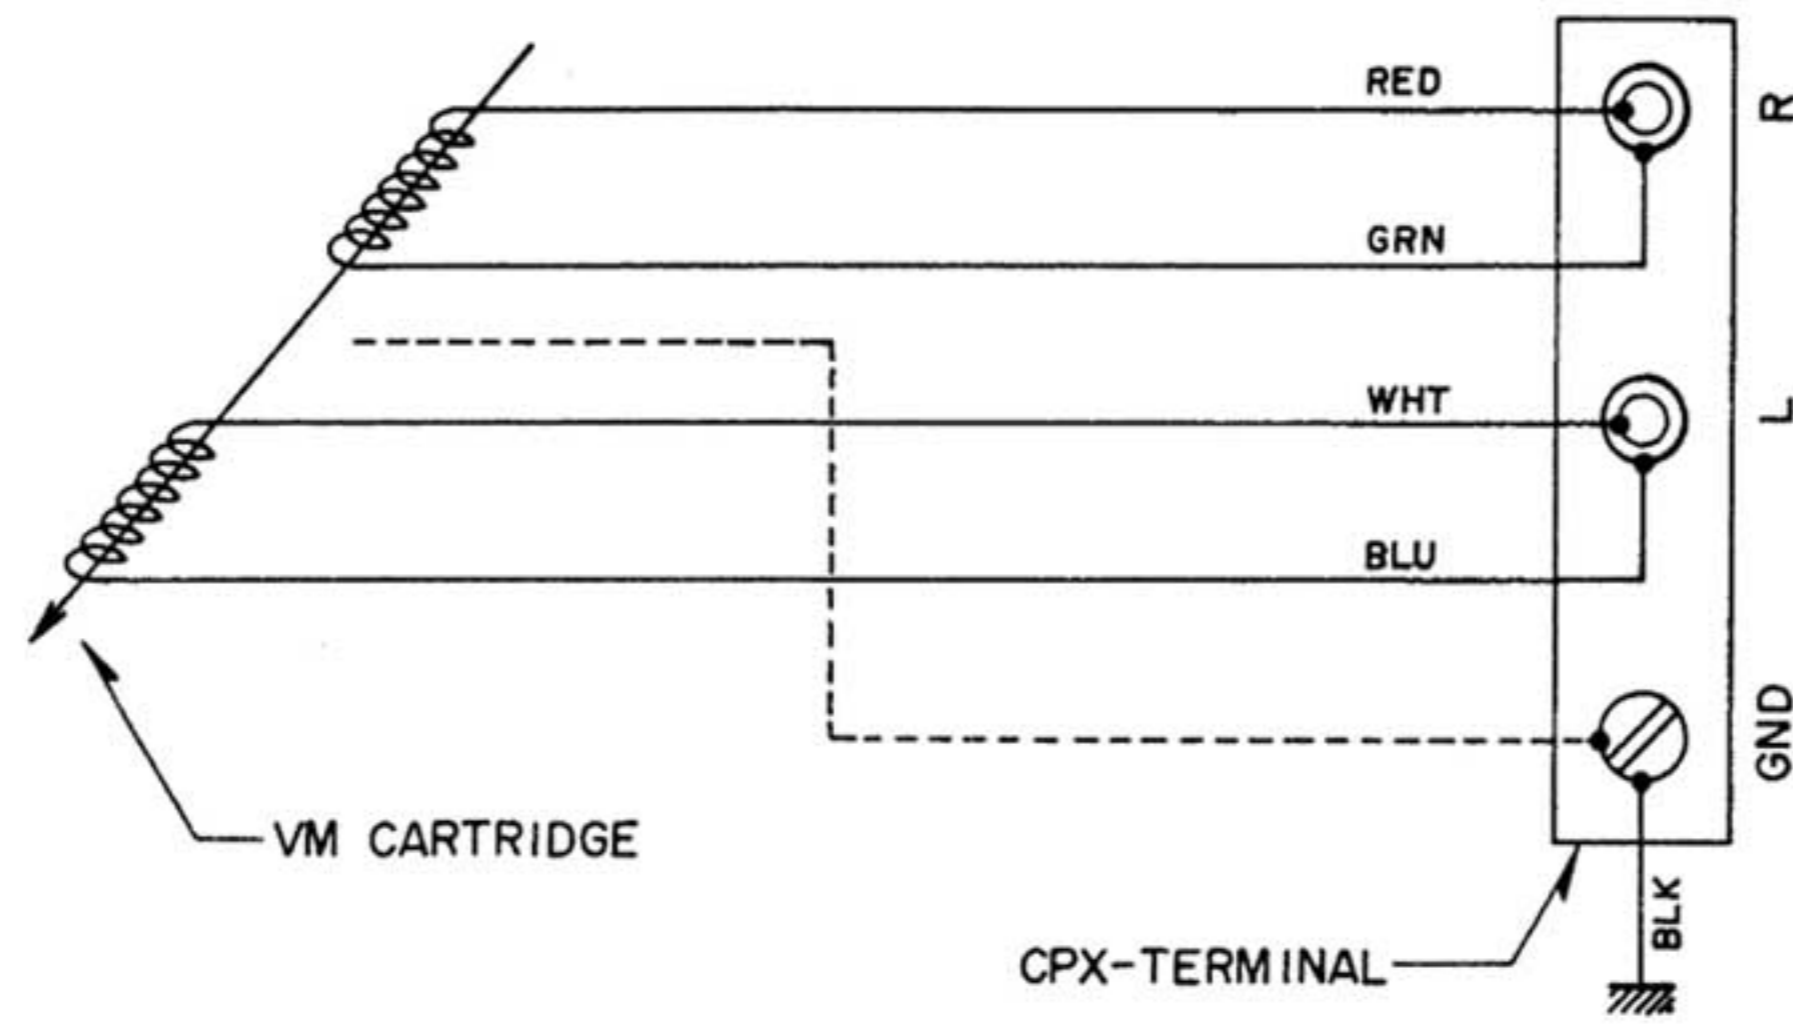 RED
R
GRN
WHT
L
BLU
GND
VM CARTRIDGE
BLK
CPX-TERMINAL